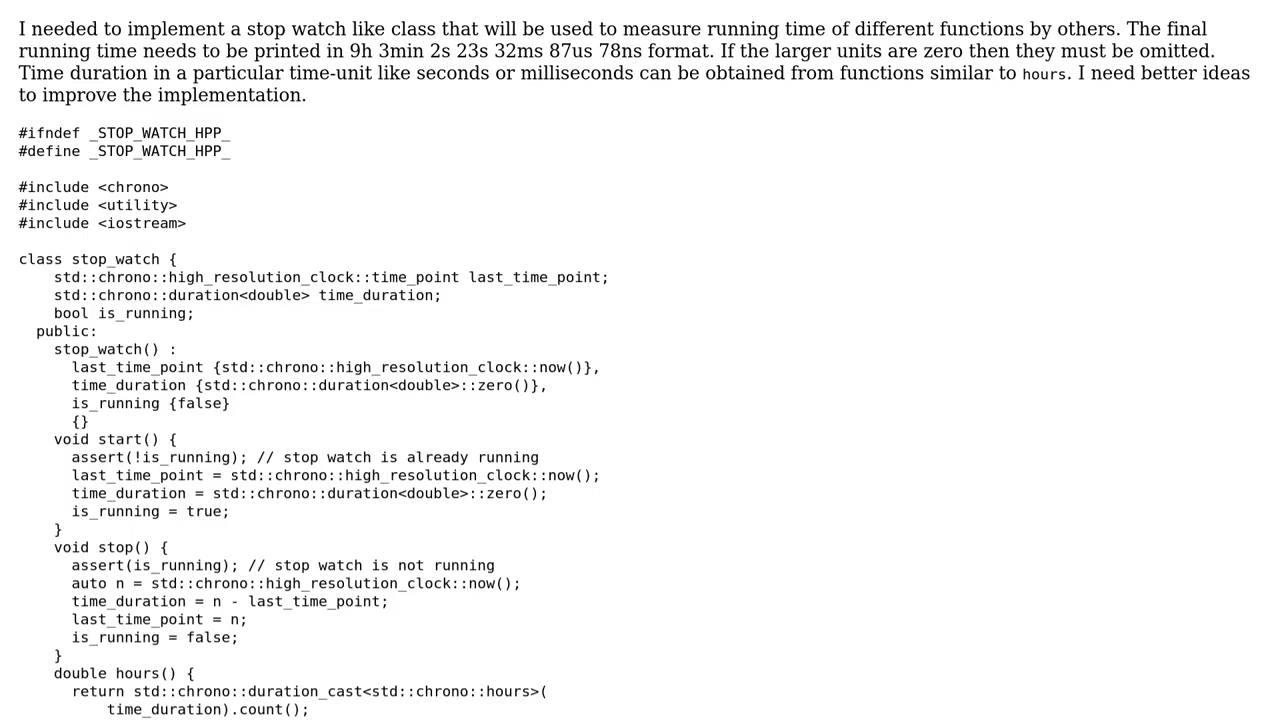 I needed to implement a stop watch like class that will be used to measure running time of different functions by others. The final
running time needs to be printed in 9h 3min 2s 23s 32ms 87us 78ns format. If the larger units are zero then they must be omitted.
Time duration in a particular time-unit like seconds or milliseconds can be obtained from functions similar to hours. I need better ideas
to improve the implementation.
#ifndef _STOP_WATCH_HPP_
#define _STOP_WATCH_HPP_
#include <chrono>
#include <utility>
#include <iostream>
class stop_watch {
    std::chrono::high_resolution_clock::time_point last_time_point;
    std::chrono::duration<double> time_duration;
    bool is_running;
  public:
    stop_watch() :
      last_time_point {std::chrono::high_resolution_clock::now()},
      time_duration {std::chrono::duration<double>::zero()},
      is_running {false}
      {}
    void start() {
      assert(!is_running); // stop watch is already running
      last_time_point = std::chrono::high_resolution_clock::now();
      time_duration = std::chrono::duration<double>::zero();
      is_running = true;
    }
    void stop() {
      assert(is_running); // stop watch is not running
      auto n = std::chrono::high_resolution_clock::now();
      time_duration = n - last_time_point;
      last_time_point = n;
      is_running = false;
    }
    double hours() {
      return std::chrono::duration_cast<std::chrono::hours>(
          time_duration).count();